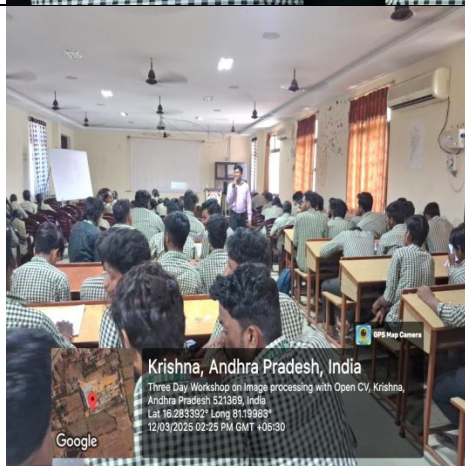 GPS Map Camera
Krishna, Andhra Pradesh, India
Three Day Workshop on Image processing with Open CV, Krishna,
Andhra Pradesh 521369, India
Lat 16.283392° Long 81.19983°
12/03/2025 02:25 PM GMT +05:30
Google